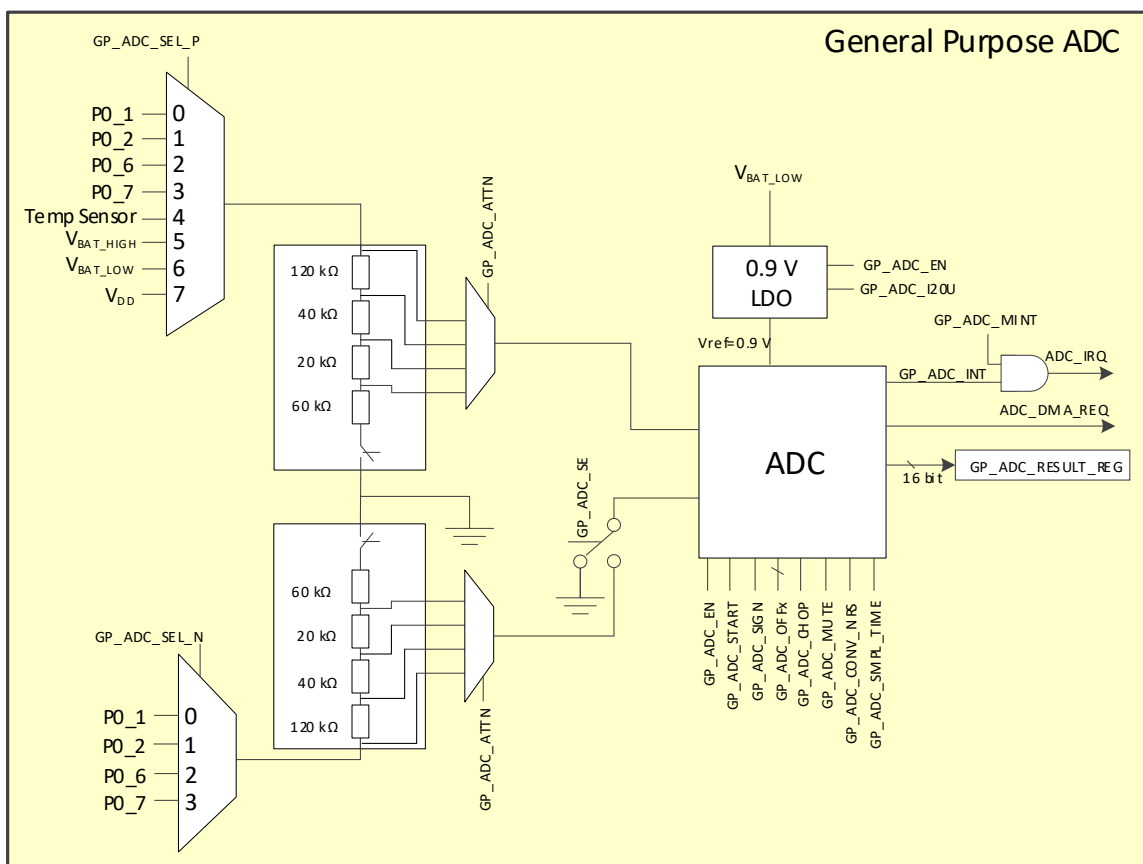 General Purpose ADC
GP_ADC_SEL_P
P0_1 0
P0_2 1
P0_6 2
P0_7 3
Temp Sensor 4
VBAT_HIGH 5
VBAT_LOW 6
VDD 7
120 kΩ
40 kΩ
20 kΩ
60 kΩ
GP_ADC_ATTN
VBAT_LOW
0.9 V
LDO
GP_ADC_EN
GP_ADC_I20U
Vref=0.9 V
GP_ADC_MINT
GP_ADC_INT
ADC_IRQ
ADC_DMA_REQ
ADC
16 bit
GP_ADC_RESULT_REG
GP_ADC_SE
GP_ADC_EN
GP_ADC_START
GP_ADC_SIGN
GP_ADC_OFFx
GP_ADC_CHOP
GP_ADC_MUTE
GP_ADC_CONV_NRS
GP_ADC_SMPL_TIME
60 kΩ
20 kΩ
40 kΩ
120 kΩ
GP_ADC_ATTN
GP_ADC_SEL_N
P0_1 0
P0_2 1
P0_6 2
P0_7 3